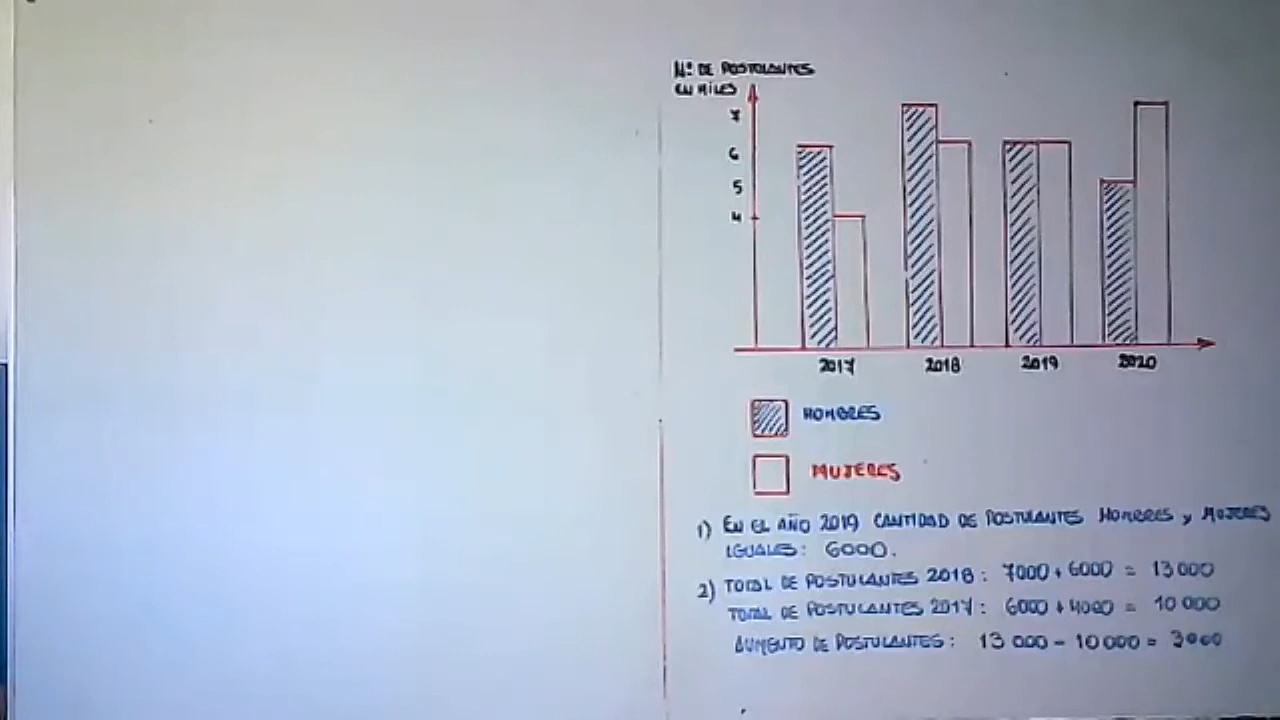 Nº DE POSTULANTES
EN MILES
7
6
5
4
2017 2018 2019 2020
HOMBRES
MUJERES
1) EN EL AÑO 2019 CANTIDAD DE POSTULANTES HOMBRES y MUJERES
IGUALES: 6000.
2) TOTAL DE POSTULANTES 2018: 7000 + 6000 = 13 000
TOTAL DE POSTULANTES 2017: 6000 + 4000 = 10 000
AUMENTO DE POSTULANTES: 13 000 - 10 000 = 3000